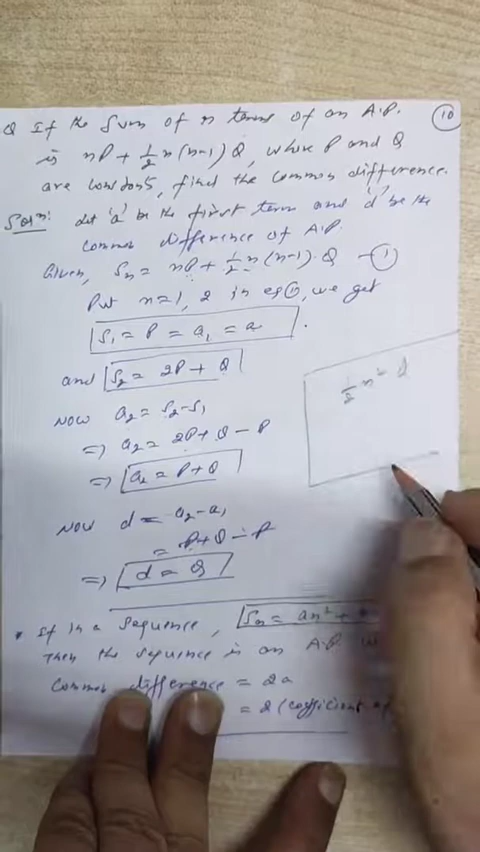 Q If the Sum of n terms of an A.P. (10)
is nP + 1/2 n(n-1) Q, where P and Q
are constants, find the common difference.
Solⁿ: Let 'a' be the first term and 'd' be the
common difference of A.P.
Given, Sn = nP + 1/2 n(n-1).Q —(1)
Put n=1, 2 in eq(1), we get
S₁ = P = a₁ = a .
and S₂ = 2P + Q
NOW a₂ = S₂-S₁
=> a₂ = 2P + Q - P
=> a₂ = P+Q
NOW d = a₂-a₁
= P+Q-P
=> d = Q
* If in a sequence, Sn = an² +
then the sequence is an A.P
Common difference = 2a
= 2 (coefficient of